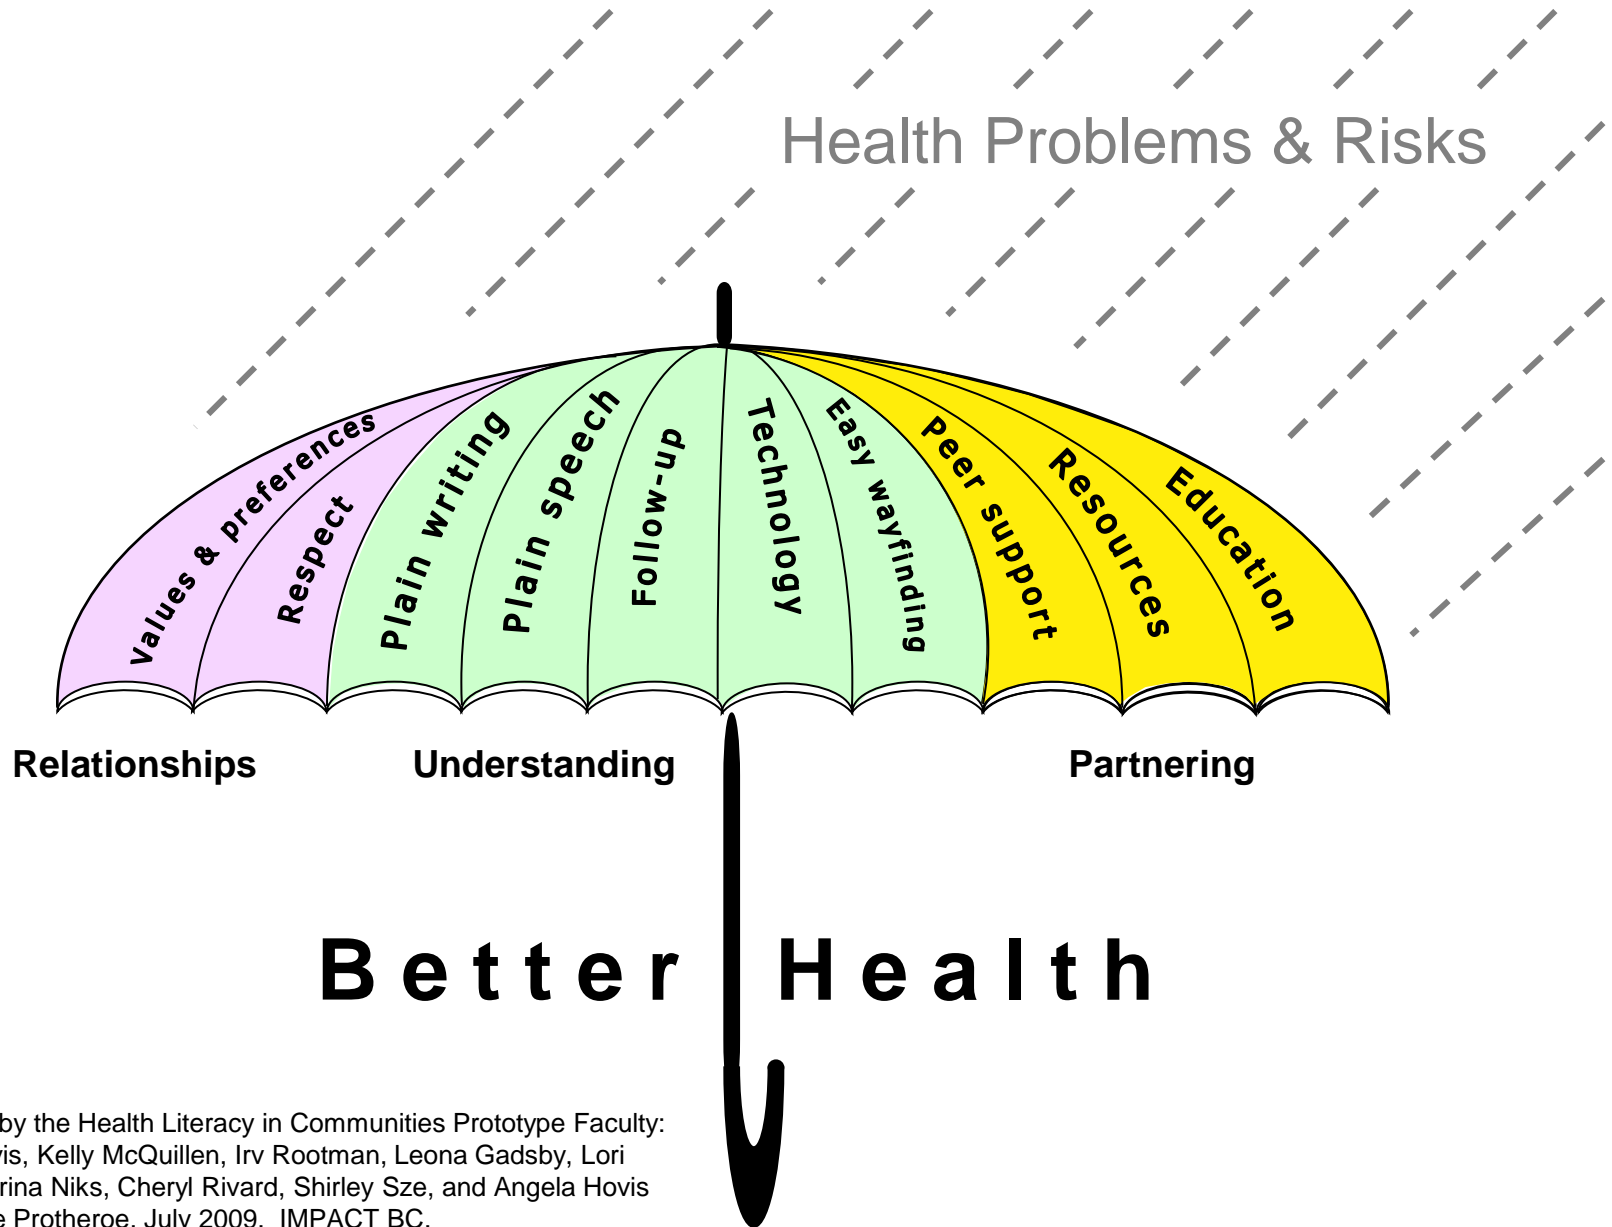 Health Problems & Risks
Values & preferences
Respect
Plain writing
Plain speech
Follow-up
Technology
Easy wayfinding
Peer support
Resources
Education
Relationships
Understanding
Partnering
Better Health
by the Health Literacy in Communities Prototype Faculty:
Kelly McQuillen, Irv Rootman, Leona Gadsby, Lori
Niks, Cheryl Rivard, Shirley Sze, and Angela Hovis
Protheroe, July 2009. IMPACT BC.